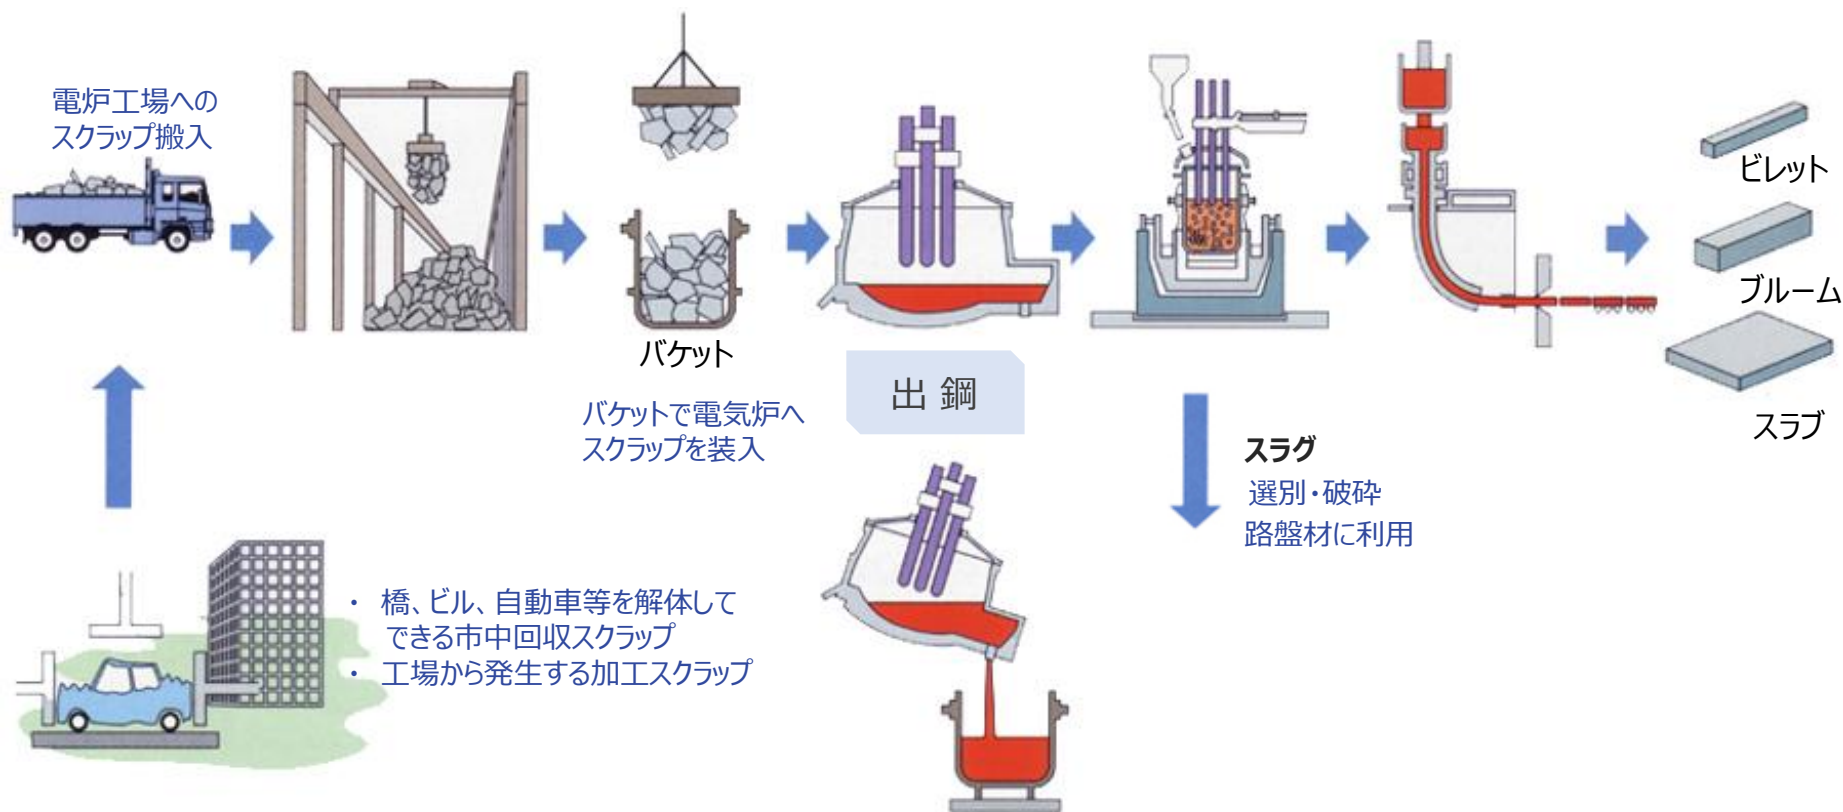 電炉工場への
スクラップ搬入
バケット
バケットで電気炉へ
スクラップを装入
出 鋼
スラグ
選別・破砕
路盤材に利用
ビレット
ブルーム
スラブ
・ 橋、ビル、自動車等を解体して
できる市中回収スクラップ
・ 工場から発生する加工スクラップ